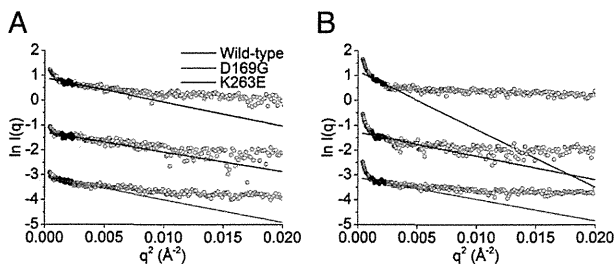 A
B
2
1
0
-1
-2
-3
-4
-5
ln I(q)
Wild-type
D169G
K263E
0.000
0.005
0.010
0.015
0.020
q² (Å⁻²)
2
1
0
-1
-2
-3
-4
-5
ln I(q)
0.000
0.005
0.010
0.015
0.020
q² (Å⁻²)